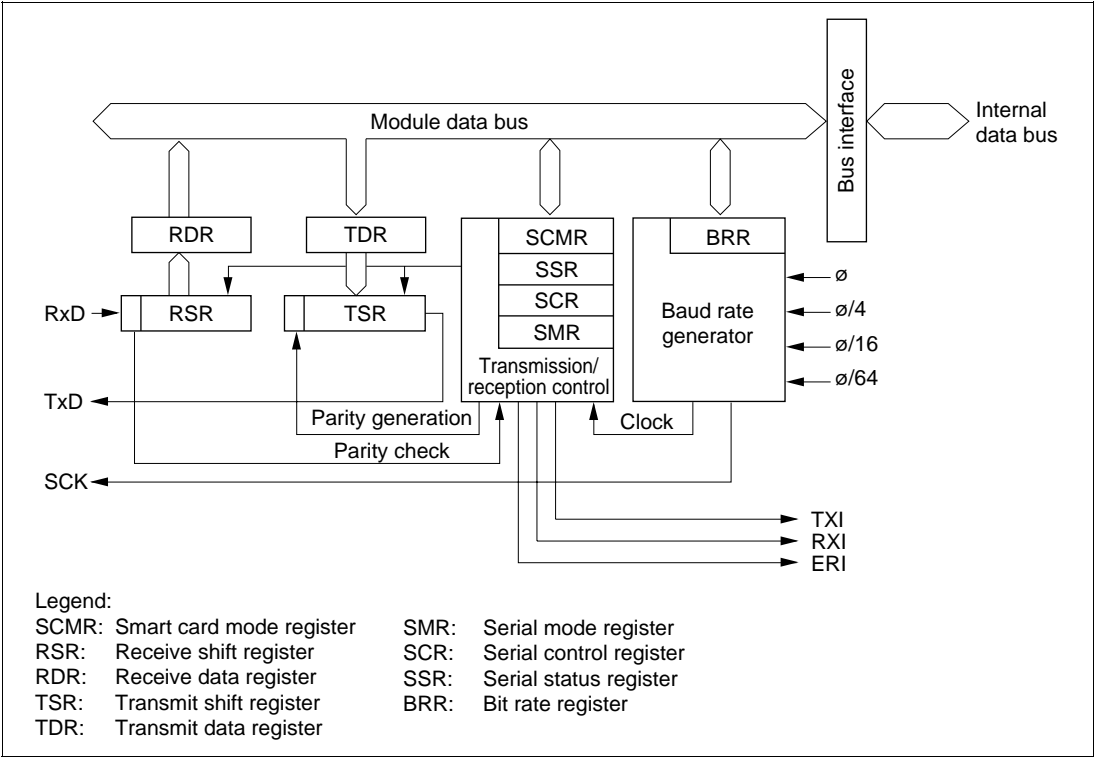 Module data bus
Bus interface
Internal
data bus
RDR
TDR
SCMR
SSR
SCR
SMR
Transmission/
reception control
BRR
Baud rate
generator
ø
ø/4
ø/16
ø/64
RxD
RSR
TSR
TxD
Parity generation
Parity check
Clock
SCK
TXI
RXI
ERI
Legend:
SCMR: Smart card mode register
RSR: Receive shift register
RDR: Receive data register
TSR: Transmit shift register
TDR: Transmit data register
SMR: Serial mode register
SCR: Serial control register
SSR: Serial status register
BRR: Bit rate register